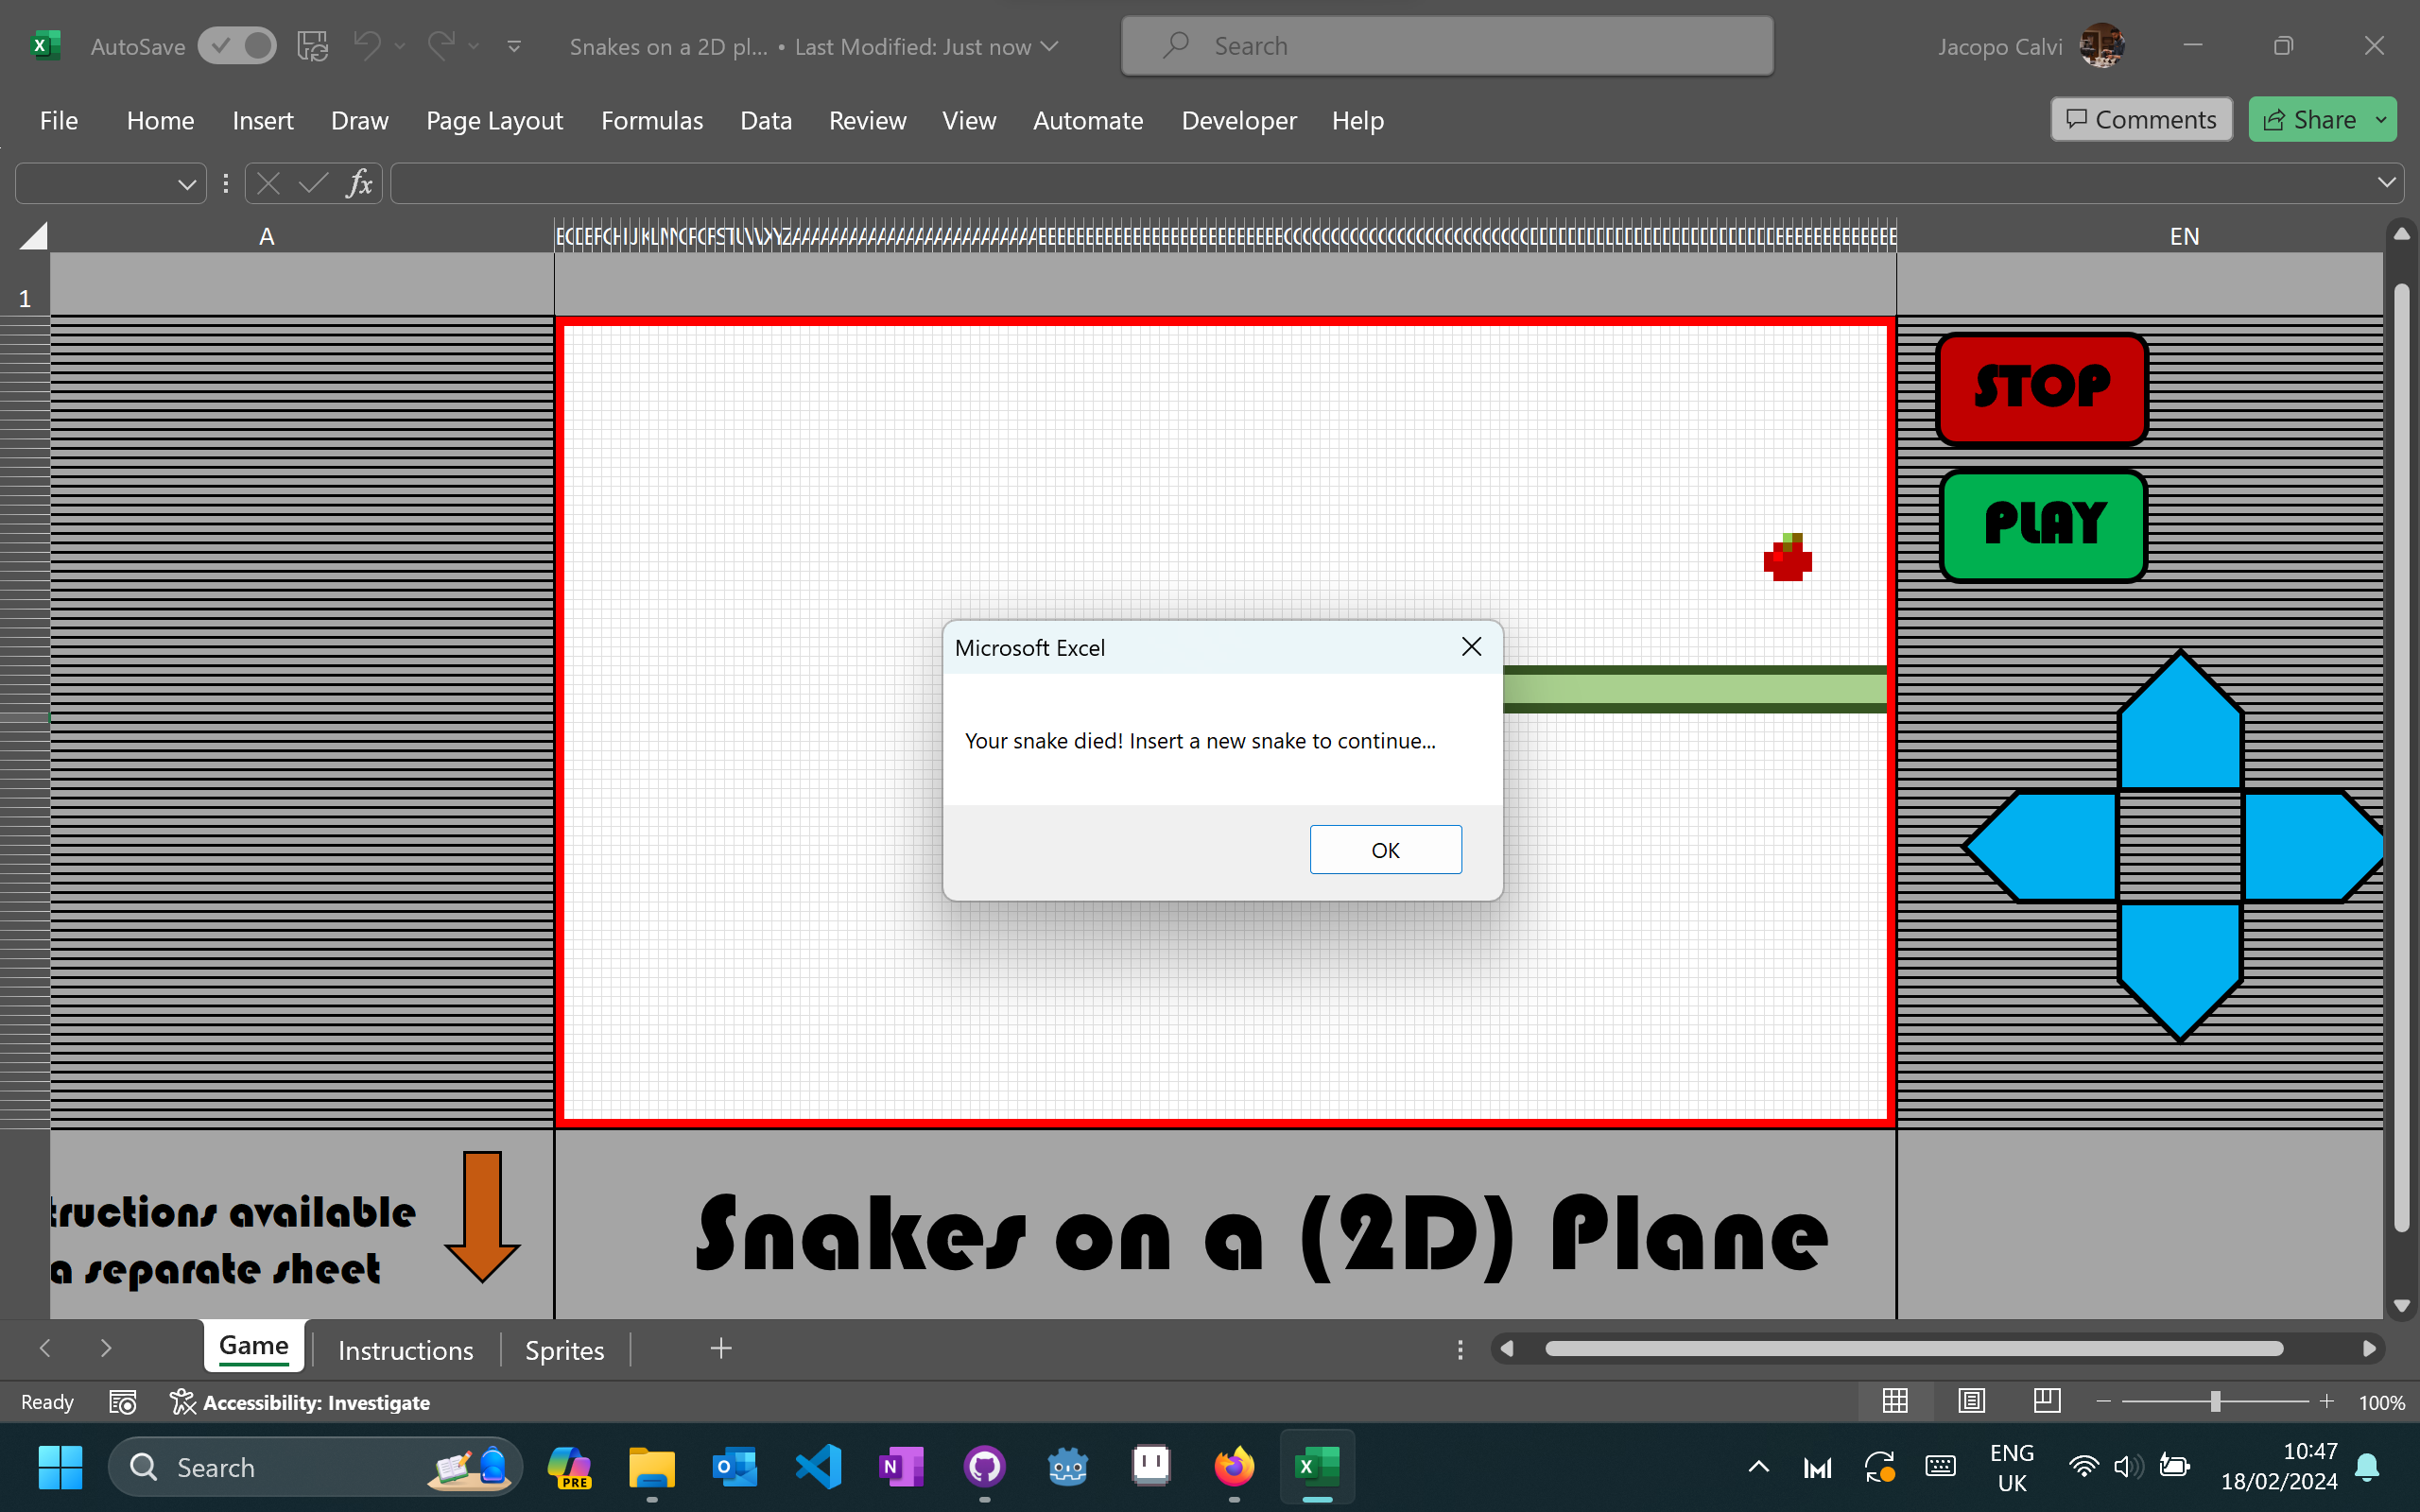 AutoSave
Snakes on a 2D pl... • Last Modified: Just now
Search
Jacopo Calvi
File Home Insert Draw Page Layout Formulas Data Review View Automate Developer Help
Comments
Share
fx
A
EN
1
STOP
PLAY
Microsoft Excel
Your snake died! Insert a new snake to continue...
OK
available
a separate sheet
Snakes on a (2D) Plane
Game Instructions Sprites
Ready
Accessibility: Investigate
100%
Search
PRE
ENG
UK
10:47
18/02/2024